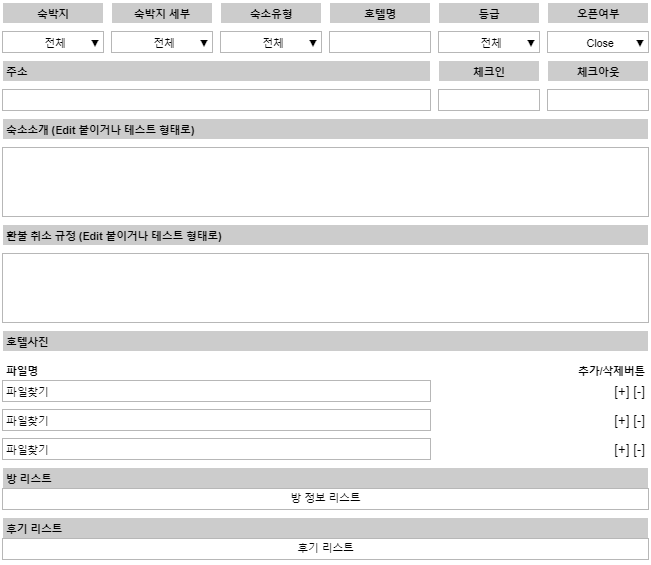 숙박지 숙박지 세부 숙소유형 호텔명 등급 오픈여부
전체 ▼ 전체 ▼ 전체 ▼ 전체 ▼ Close ▼
주소 체크인 체크아웃
숙소소개 (Edit 붙이거나 테스트 형태로)
환불 취소 규정 (Edit 붙이거나 테스트 형태로)
호텔사진
파일명 추가/삭제버튼
파일찾기 [+] [-]
파일찾기 [+] [-]
파일찾기 [+] [-]
방 리스트
방 정보 리스트
후기 리스트
후기 리스트